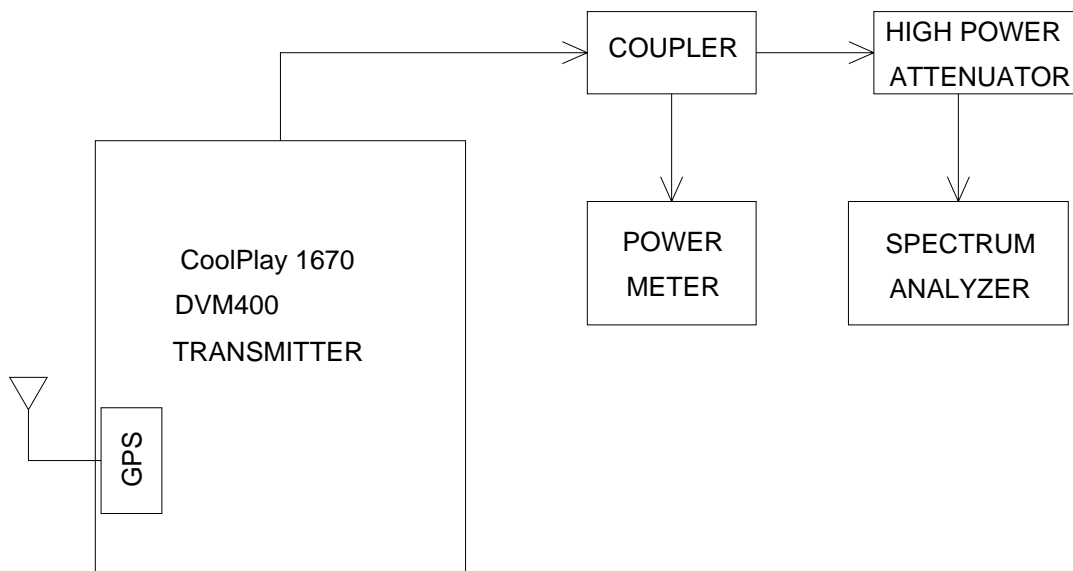 COUPLER
HIGH POWER
ATTENUATOR
POWER
METER
SPECTRUM
ANALYZER
CoolPlay 1670
DVM400
TRANSMITTER
GPS